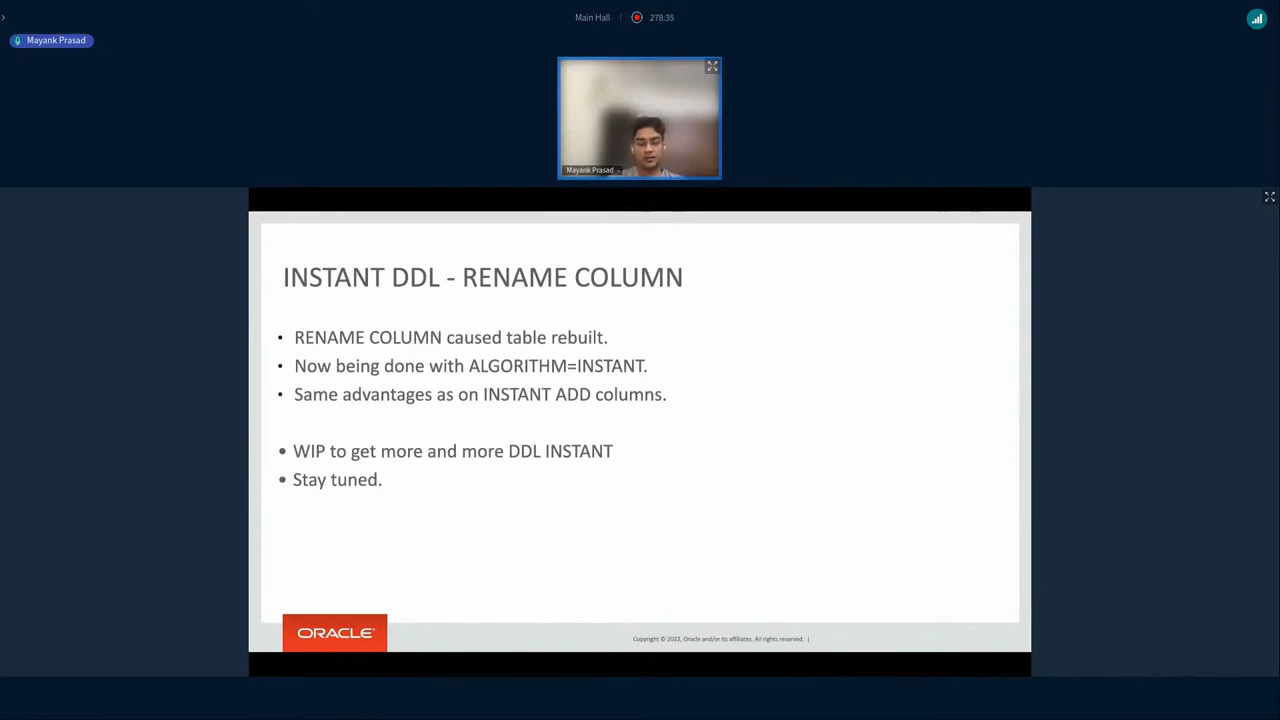 Main Hall
278:35
Mayank Prasad
Mayank Prasad
INSTANT DDL - RENAME COLUMN
• RENAME COLUMN caused table rebuilt.
• Now being done with ALGORITHM=INSTANT.
• Same advantages as on INSTANT ADD columns.
• WIP to get more and more DDL INSTANT
• Stay tuned.
ORACLE
Copyright © 2022, Oracle and/or its affiliates. All rights reserved. |